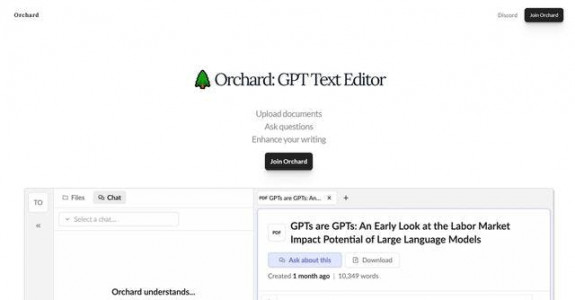 Orchard
Discord
Join Orchard
Orchard: GPT Text Editor
Upload documents
Ask questions
Enhance your writing
Join Orchard
TO
Files
Chat
Select a chat...
Orchard understands...
PDF GPTs are GPTs: An...
PDF
GPTs are GPTs: An Early Look at the Labor Market
Impact Potential of Large Language Models
Ask about this
Download
Created 1 month ago | 10,349 words